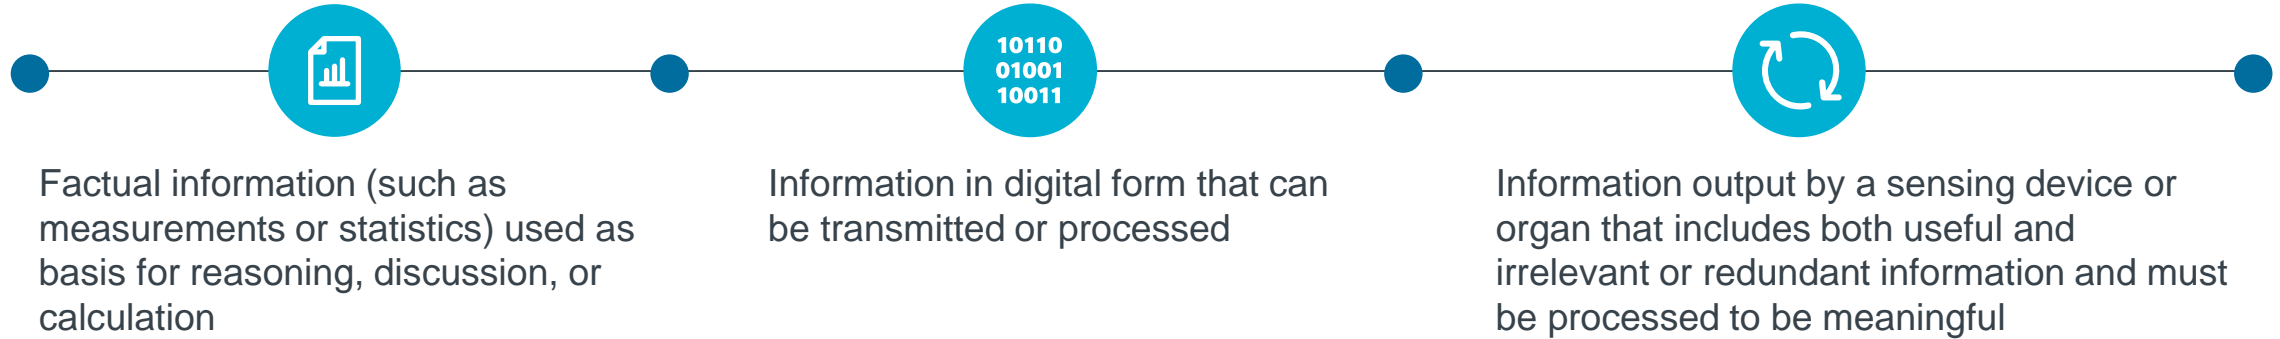 10110
01001
10011
Factual information (such as
measurements or statistics) used as
basis for reasoning, discussion, or
calculation
Information in digital form that can
be transmitted or processed
Information output by a sensing device or
organ that includes both useful and
irrelevant or redundant information and must
be processed to be meaningful